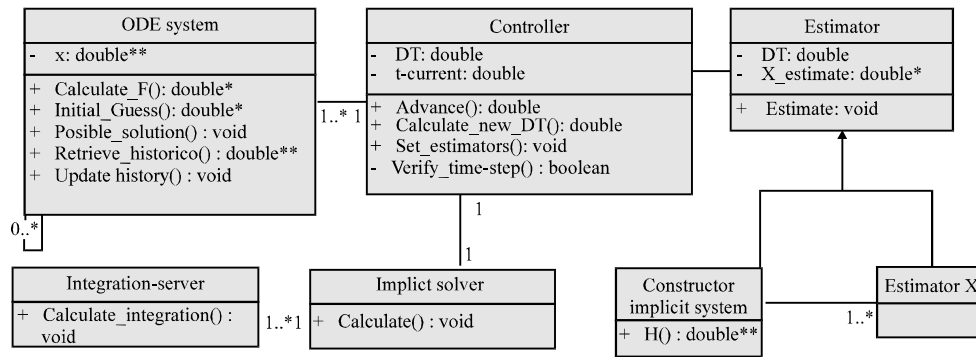 ODE system
- x: double**
+ Calculate_F(): double*
+ Initial_Guess(): double*
+ Posible_solution() : void
+ Retrieve_historico() : double**
+ Update history() : void
0..*
1..* 1
Controller
- DT: double
- t-current: double
+ Advance(): double
+ Calculate_new_DT(): double
+ Set_estimators(): void
- Verify_time-step() : boolean
1
1
Estimator
- DT: double
- X_estimate: double*
+ Estimate: void
Integration-server
+ Calculate_integration() :
void
1..*1
Implict solver
+ Calculate() : void
Constructor
implicit system
+ H() : double**
1..*
Estimator X